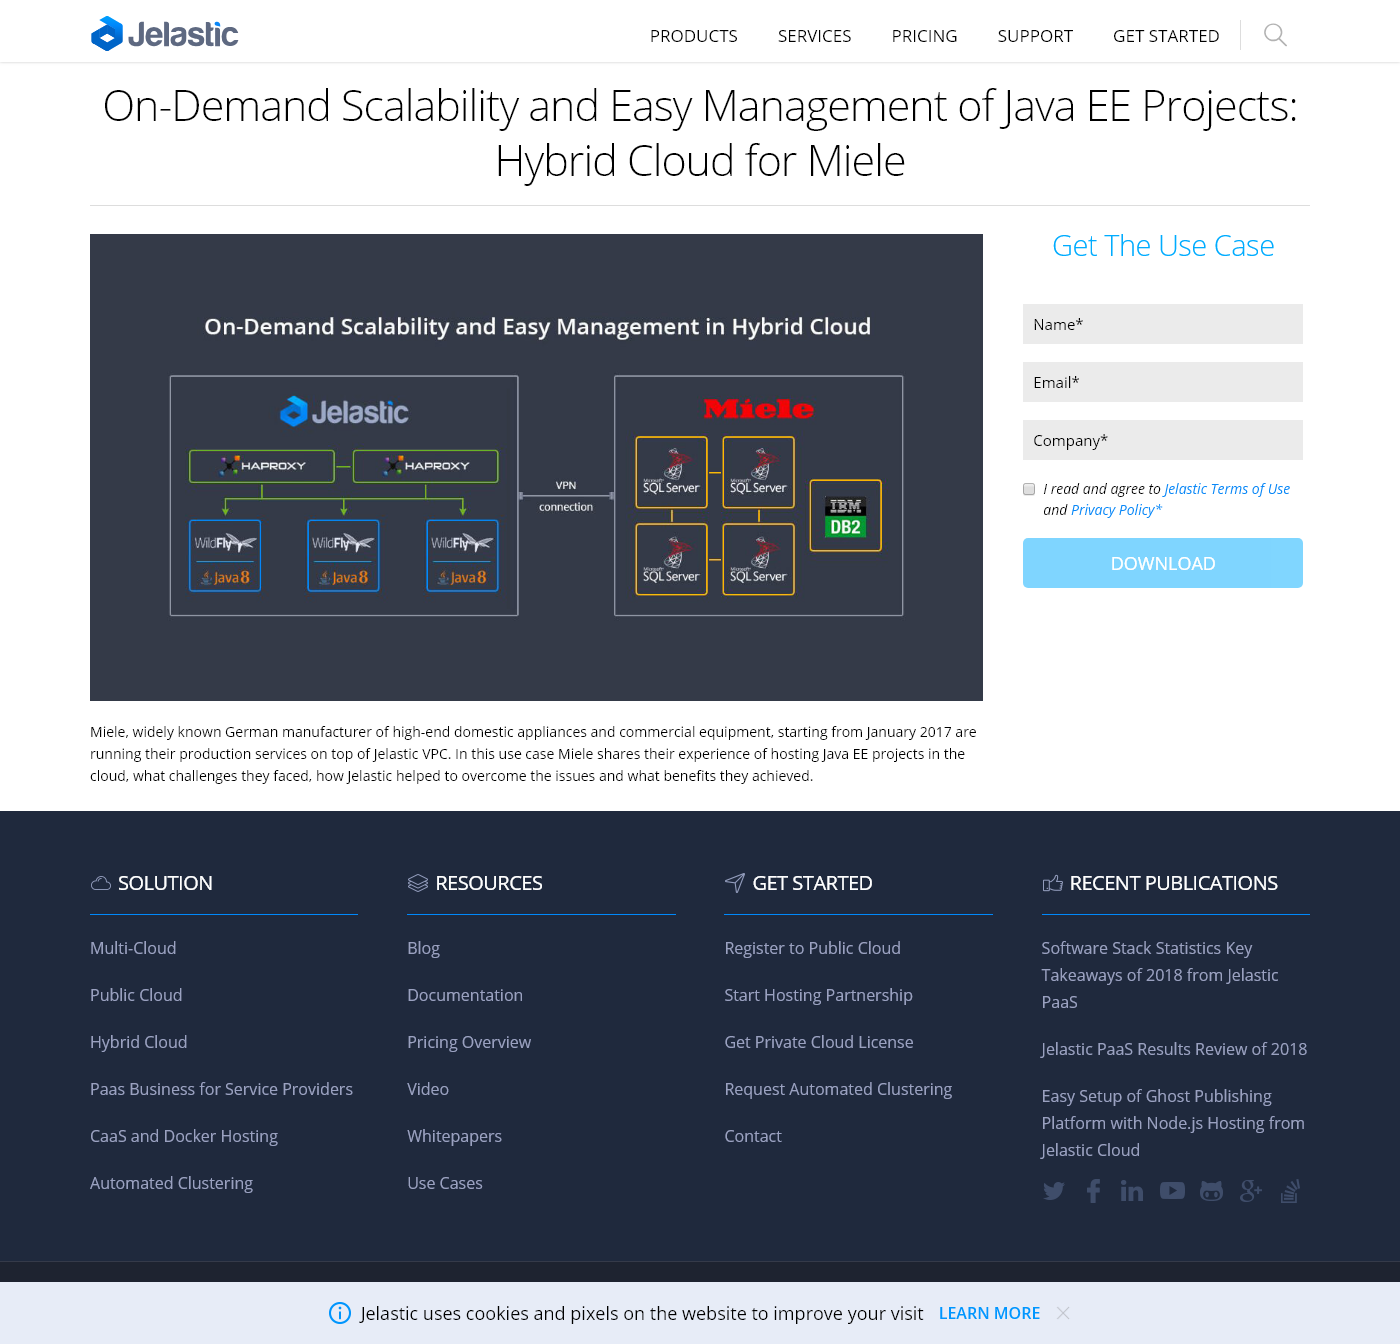 Jelastic
PRODUCTS SERVICES PRICING SUPPORT GET STARTED
On-Demand Scalability and Easy Management of Java EE Projects:
Hybrid Cloud for Miele
On-Demand Scalability and Easy Management in Hybrid Cloud
Jelastic
HAPROXY HAPROXY
WildFly WildFly WildFly
Java8 Java8 Java8
VPN
connection
Miele
Microsoft SQL Server Microsoft SQL Server
Microsoft SQL Server Microsoft SQL Server
IBM
DB2
Get The Use Case
Name*
Email*
Company*
I read and agree to Jelastic Terms of Use
and Privacy Policy*
DOWNLOAD
Miele, widely known German manufacturer of high-end domestic appliances and commercial equipment, starting from January 2017 are
running their production services on top of Jelastic VPC. In this use case Miele shares their experience of hosting Java EE projects in the
cloud, what challenges they faced, how Jelastic helped to overcome the issues and what benefits they achieved.
SOLUTION
Multi-Cloud
Public Cloud
Hybrid Cloud
Paas Business for Service Providers
CaaS and Docker Hosting
Automated Clustering
RESOURCES
Blog
Documentation
Pricing Overview
Video
Whitepapers
Use Cases
GET STARTED
Register to Public Cloud
Start Hosting Partnership
Get Private Cloud License
Request Automated Clustering
Contact
RECENT PUBLICATIONS
Software Stack Statistics Key
Takeaways of 2018 from Jelastic
PaaS
Jelastic PaaS Results Review of 2018
Easy Setup of Ghost Publishing
Platform with Node.js Hosting from
Jelastic Cloud
Jelastic uses cookies and pixels on the website to improve your visit LEARN MORE